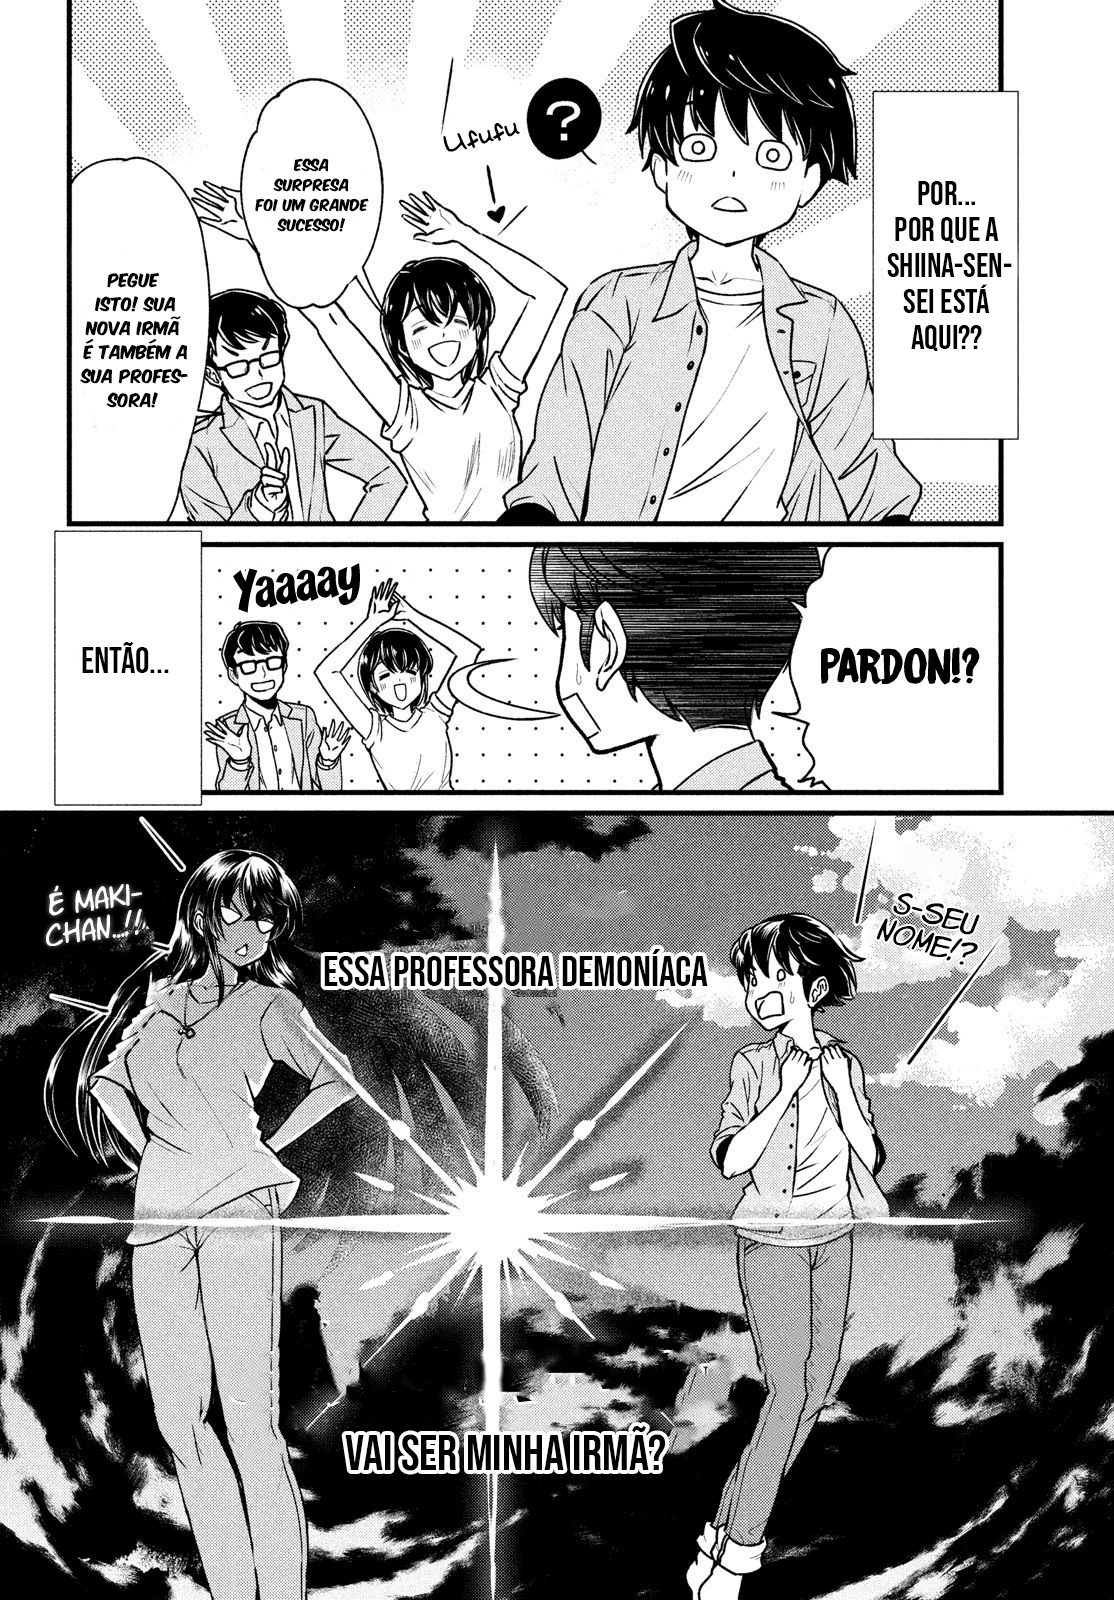 POR...
POR QUE A
SHIINA-SEN-
SEI ESTÁ
AQUI??
?
Ufufu
ESSA
SURPRESA
FOI UM GRANDE
SUCESSO!
PEGUE
ISTO! SUA
NOVA IRMÃ
É TAMBÉM A
SUA PROFES-
SORA!
PARDON!?
Yaaaay
ENTÃO...
S-SEU
NOME!?
É MAKI-
CHAN...!!
ESSA PROFESSORA DEMONÍACA
VAI SER MINHA IRMÃ?